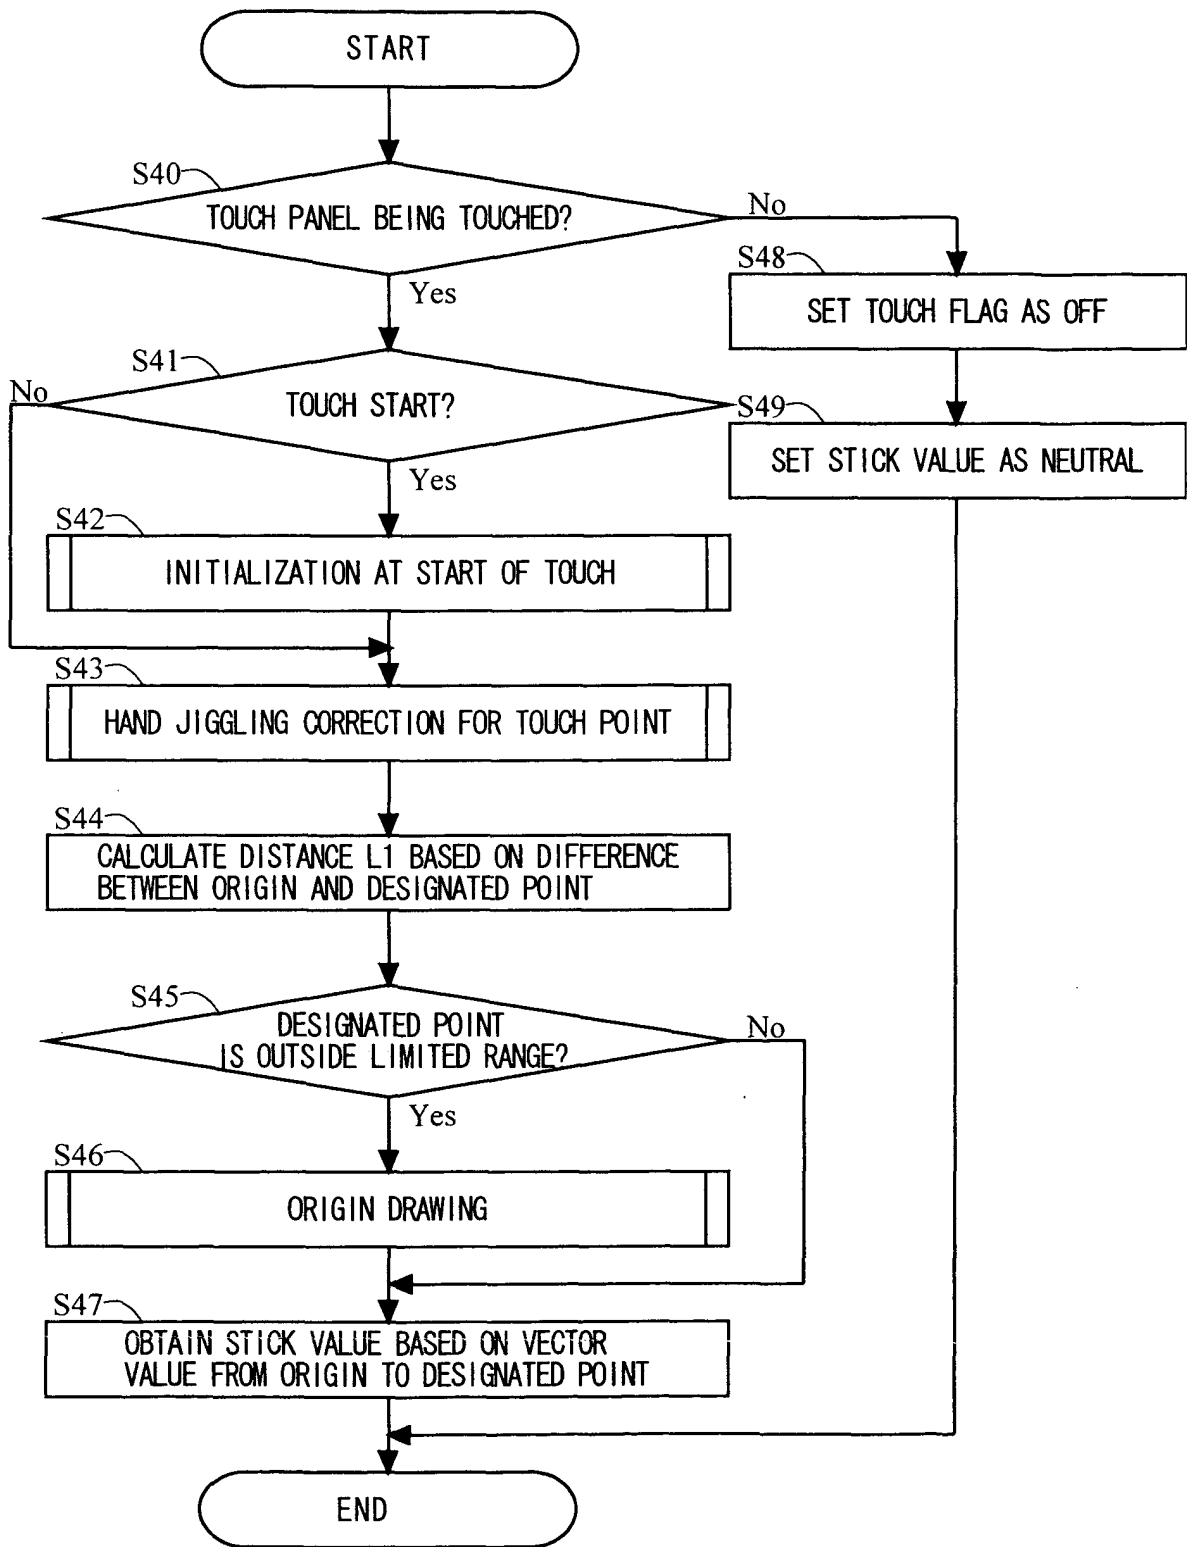 START
S40
TOUCH PANEL BEING TOUCHED?
No
Yes
S48
SET TOUCH FLAG AS OFF
S41
TOUCH START?
No
Yes
S49
SET STICK VALUE AS NEUTRAL
S42
INITIALIZATION AT START OF TOUCH
S43
HAND JIGGLING CORRECTION FOR TOUCH POINT
S44
CALCULATE DISTANCE L1 BASED ON DIFFERENCE
BETWEEN ORIGIN AND DESIGNATED POINT
S45
DESIGNATED POINT
IS OUTSIDE LIMITED RANGE?
No
Yes
S46
ORIGIN DRAWING
S47
OBTAIN STICK VALUE BASED ON VECTOR
VALUE FROM ORIGIN TO DESIGNATED POINT
END